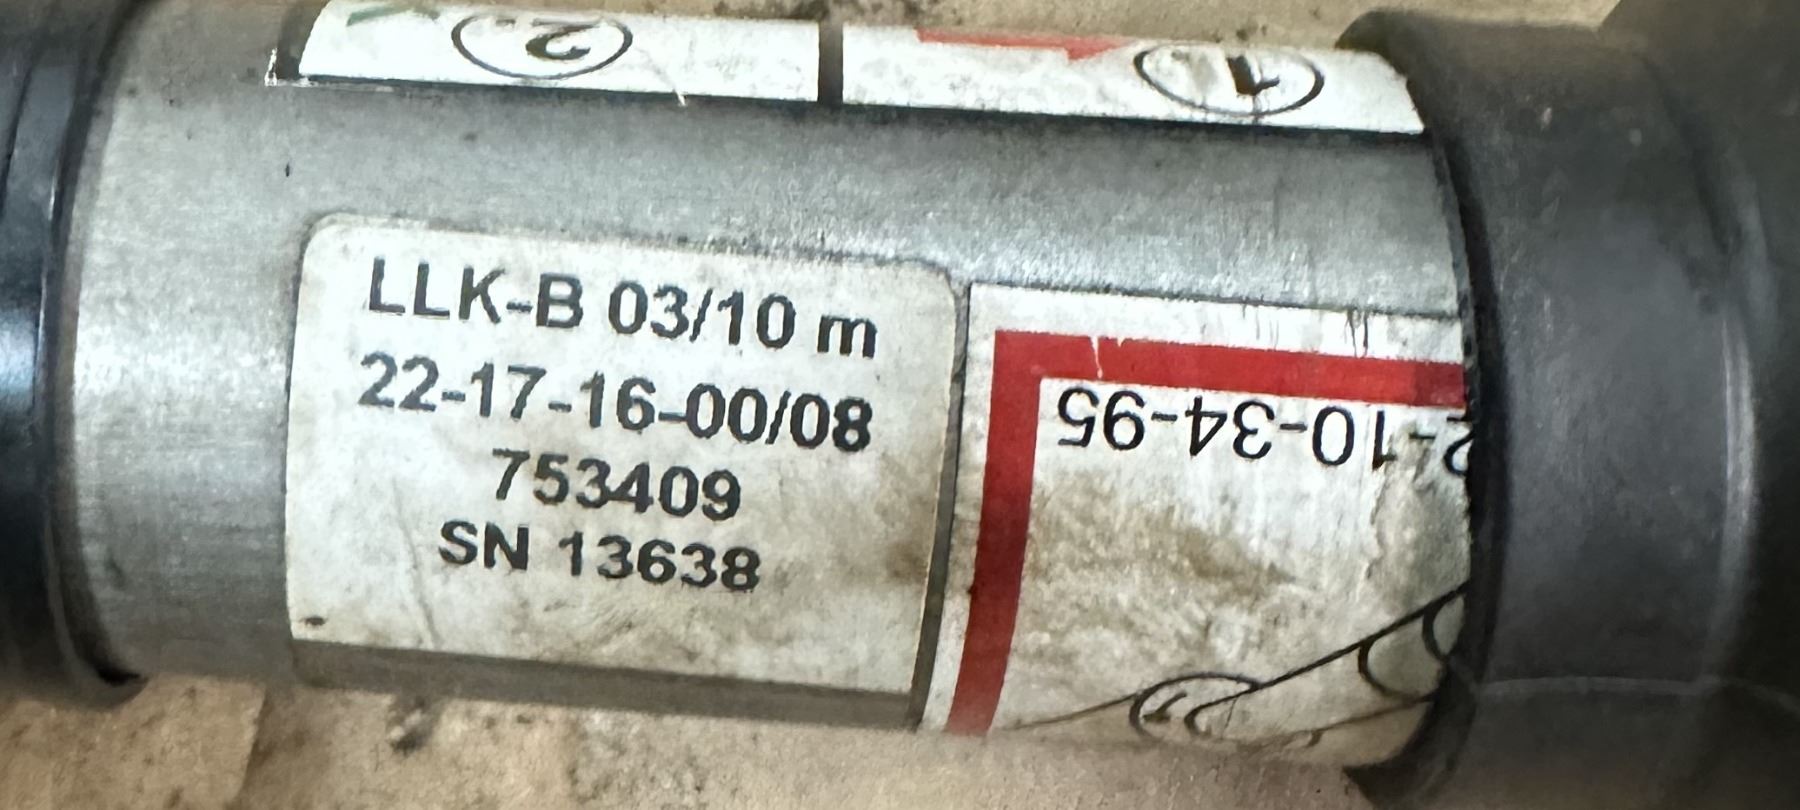 2.
1
LLK-B 03/10 m
22-17-16-00/08
753409
SN 13638
2-10-34-95